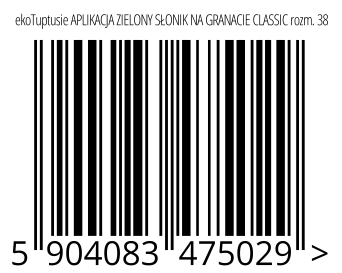 ekoTuptusie APLIKACJA ZIELONY SŁONIK NA GRANACIE CLASSIC rozm. 38
5 904083 475029 >